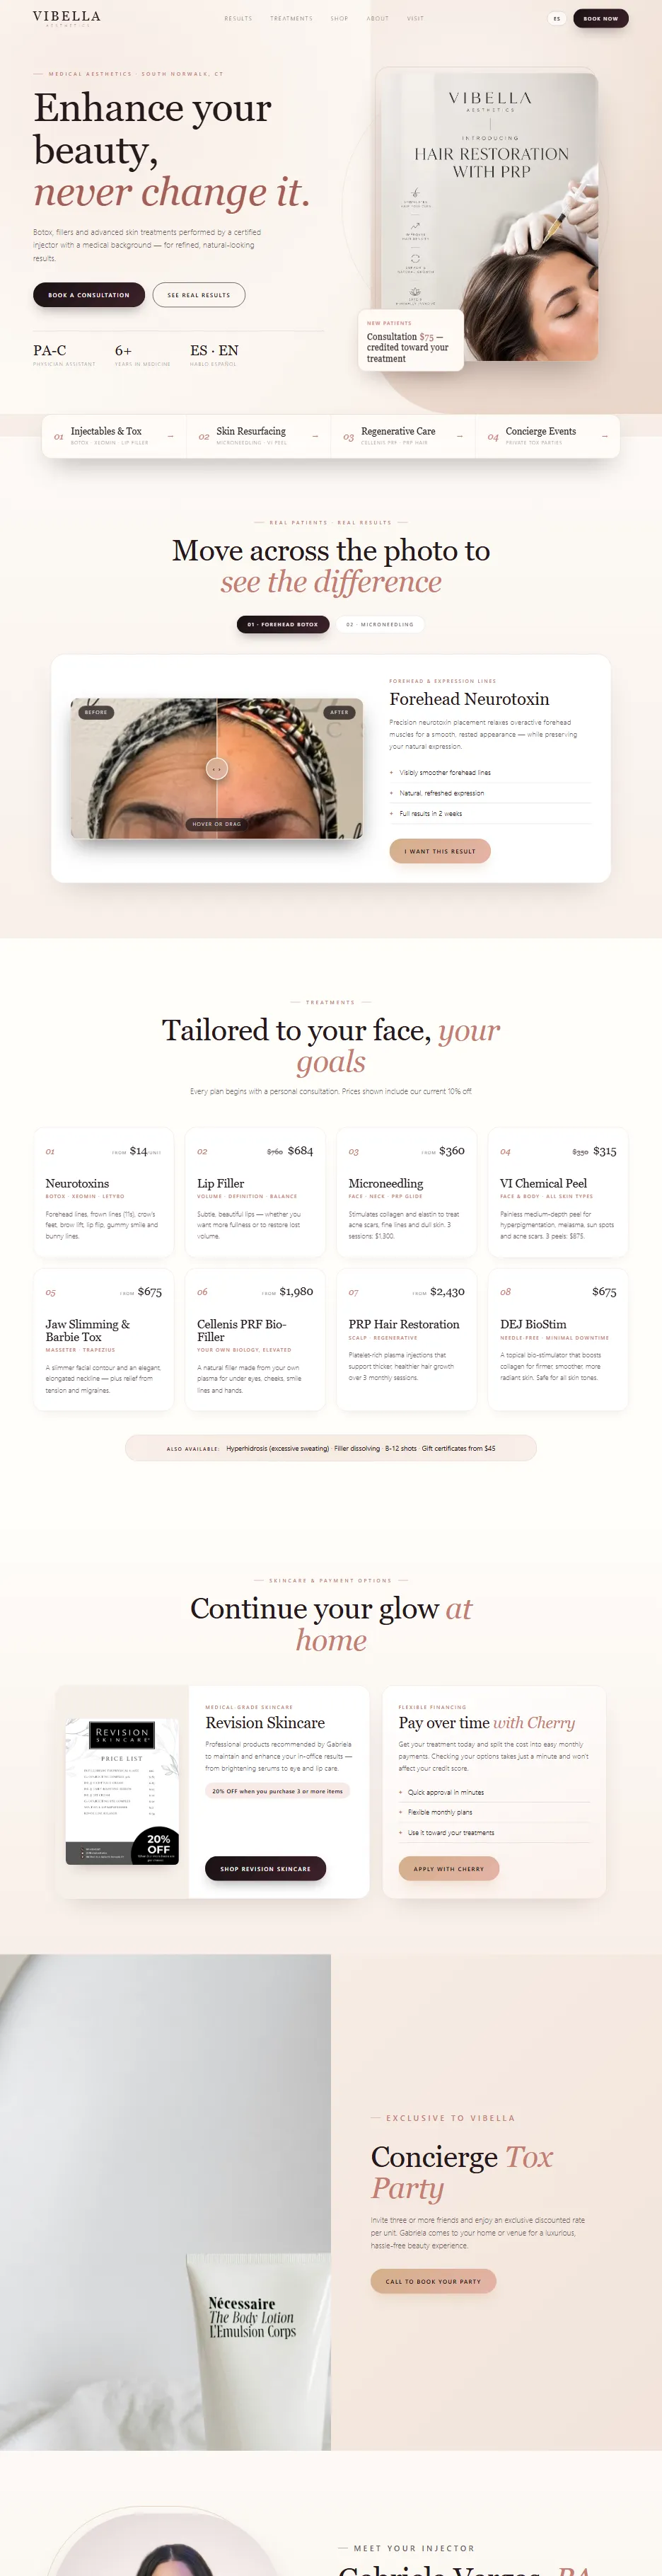 VIBELLA
AESTHETICS
RESULTS
TREATMENTS
SHOP
ABOUT
VISIT
ES
BOOK NOW
MEDICAL AESTHETICS · SOUTH NORWALK, CT
Enhance your
beauty,
never change it.
Botox, fillers and advanced skin treatments performed by a certified
injector with a medical background — for refined, natural-looking
results.
BOOK A CONSULTATION
SEE REAL RESULTS
PA-C
PHYSICIAN ASSISTANT
6+
YEARS IN MEDICINE
ES · EN
HABLO ESPAÑOL
VIBELLA
AESTHETICS
INTRODUCING
HAIR RESTORATION
WITH PRP
NEW PATIENTS
Consultation $75 —
credited toward your
treatment
01
Injectables & Tox
BOTOX · XEOMIN · LIP FILLER
→
02
Skin Resurfacing
MICRONEEDLING · VI PEEL
→
03
Regenerative Care
CELLENIS PRF · PRP HAIR
→
04
Concierge Events
PRIVATE TOX PARTIES
→
REAL PATIENTS · REAL RESULTS
Move across the photo to
see the difference
01 · FOREHEAD BOTOX
02 · MICRONEEDLING
BEFORE
AFTER
HOVER OR DRAG
FOREHEAD & EXPRESSION LINES
Forehead Neurotoxin
Precision neurotoxin placement relaxes overactive forehead
muscles for a smooth, rested appearance — while preserving
your natural expression.
Visibly smoother forehead lines
Natural, refreshed expression
Full results in 2 weeks
I WANT THIS RESULT
TREATMENTS
Tailored to your face, your
goals
Every plan begins with a personal consultation. Prices shown include our current 10% off.
01
FROM $14/UNIT
Neurotoxins
BOTOX · XEOMIN · LETYBO
Forehead lines, frown lines (11s), crow's
feet, brow lift, lip flip, gummy smile and
bunny lines.
02
$760 $684
Lip Filler
VOLUME · DEFINITION · BALANCE
Subtle, beautiful lips — whether you
want more fullness or to restore lost
volume.
03
FROM $360
Microneedling
FACE · NECK · PRP GLIDE
Stimulates collagen and elastin to treat
acne scars, fine lines and dull skin. 3
sessions: $1,300.
04
$350 $315
VI Chemical Peel
FACE & BODY · ALL SKIN TYPES
Painless medium-depth peel for
hyperpigmentation, melasma, sun spots
and acne scars. 3 peels: $875.
05
FROM $675
Jaw Slimming &
Barbie Tox
MASSETER · TRAPEZIUS
A slimmer facial contour and an elegant,
elongated neckline — plus relief from
tension and migraines.
06
FROM $1,980
Cellenis PRF Bio-
Filler
YOUR OWN BIOLOGY, ELEVATED
A natural filler made from your own
plasma for under eyes, cheeks, smile
lines and hands.
07
FROM $2,430
PRP Hair Restoration
SCALP · REGENERATIVE
Platelet-rich plasma injections that
support thicker, healthier hair growth
over 3 monthly sessions.
08
$675
DEJ BioStim
NEEDLE-FREE · MINIMAL DOWNTIME
A topical bio-stimulator that boosts
collagen for firmer, smoother, more
radiant skin. Safe for all skin tones.
ALSO AVAILABLE: Hyperhidrosis (excessive sweating) · Filler dissolving · B-12 shots · Gift certificates from $45
SKINCARE & PAYMENT OPTIONS
Continue your glow at
home
REVISION
SKINCARE
PRICE LIST
20%
OFF
MEDICAL-GRADE SKINCARE
Revision Skincare
Professional products recommended by Gabriela
to maintain and enhance your in-office results —
from brightening serums to eye and lip care.
20% OFF when you purchase 3 or more items
SHOP REVISION SKINCARE
FLEXIBLE FINANCING
Pay over time with Cherry
Get your treatment today and split the cost into easy monthly
payments. Checking your options takes just a minute and won't
affect your credit score.
Quick approval in minutes
Flexible monthly plans
Use it toward your treatments
APPLY WITH CHERRY
Nécessaire
The Body Lotion
L'Emulsion Corps
EXCLUSIVE TO VIBELLA
Concierge Tox
Party
Invite three or more friends and enjoy an exclusive discounted rate
per unit. Gabriela comes to your home or venue for a luxurious,
hassle-free beauty experience.
CALL TO BOOK YOUR PARTY
MEET YOUR INJECTOR